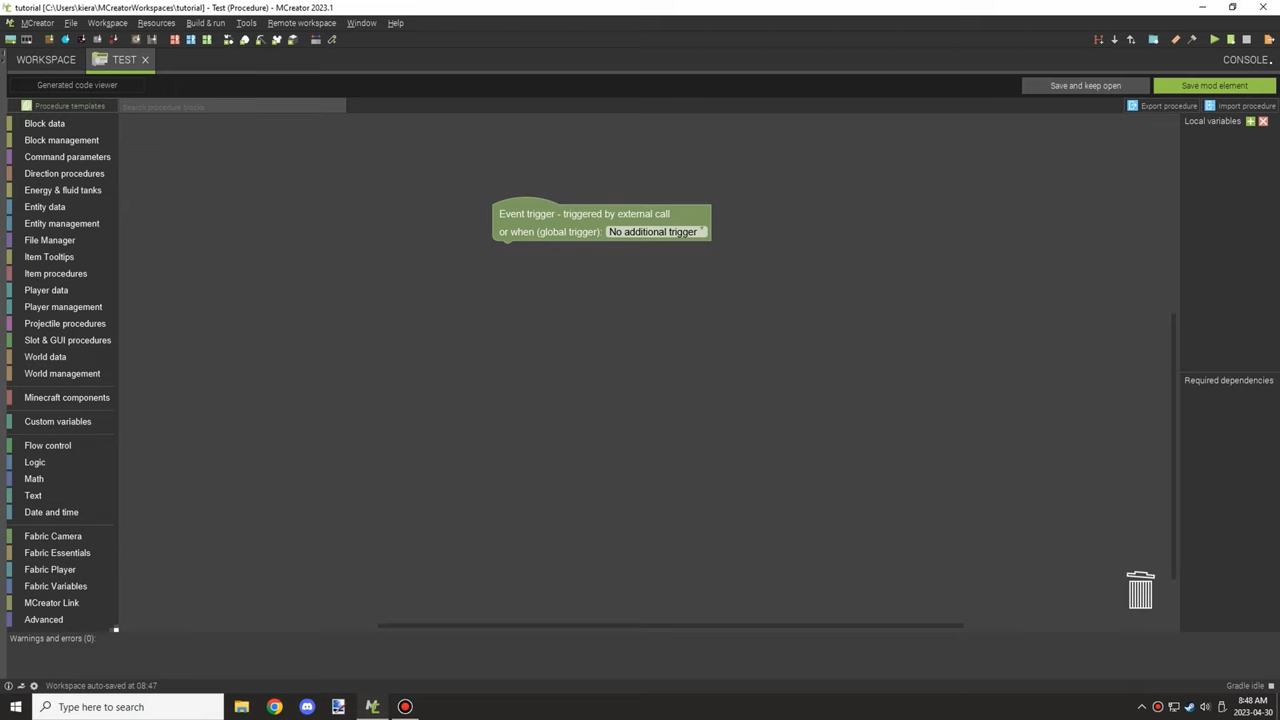 tutorial [C:\Users\kiera\MCreatorWorkspaces\tutorial] - Test (Procedure) - MCreator 2023.1
MCreator File Workspace Resources Build & run Tools Remote workspace Window Help
WORKSPACE TEST CONSOLE
Generated code viewer Save and keep open Save mod element
Procedure templates Search procedure blocks Export procedure Import procedure
Local variables
Block data
Block management
Command parameters
Direction procedures
Energy & fluid tanks
Entity data
Entity management
File Manager
Item Tooltips
Item procedures
Player data
Player management
Projectile procedures
Slot & GUI procedures
World data
World management
Minecraft components
Custom variables
Flow control
Logic
Math
Text
Date and time
Fabric Camera
Fabric Essentials
Fabric Player
Fabric Variables
MCreator Link
Advanced
Event trigger - triggered by external call
or when (global trigger): No additional trigger
Required dependencies
Warnings and errors (0):
Workspace auto-saved at 08:47 Gradle idle
Type here to search
8:48 AM
2023-04-30